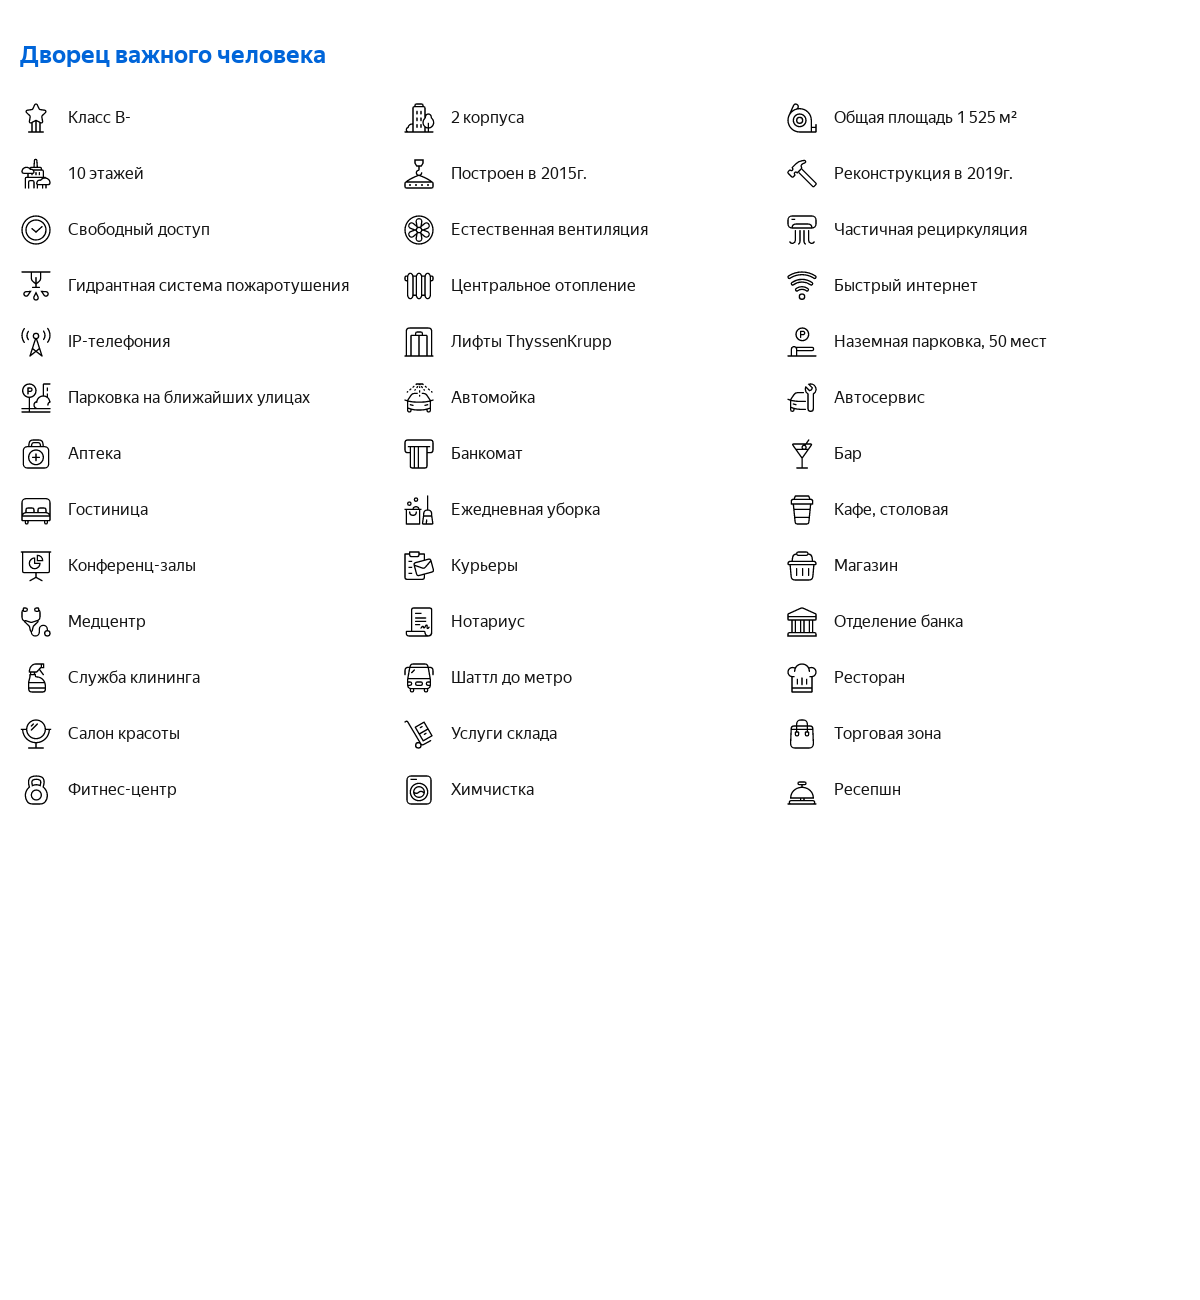 Дворец важного человека
Класс B-
2 корпуса
Общая площадь 1 525 м²
10 этажей
Построен в 2015г.
Реконструкция в 2019г.
Свободный доступ
Естественная вентиляция
Частичная рециркуляция
Гидрантная система пожаротушения
Центральное отопление
Быстрый интернет
IP-телефония
Лифты ThyssenKrupp
Наземная парковка, 50 мест
Парковка на ближайших улицах
Автомойка
Автосервис
Аптека
Банкомат
Бар
Гостиница
Ежедневная уборка
Кафе, столовая
Конференц-залы
Курьеры
Магазин
Медцентр
Нотариус
Отделение банка
Служба клининга
Шаттл до метро
Ресторан
Салон красоты
Услуги склада
Торговая зона
Фитнес-центр
Химчистка
Ресепшн